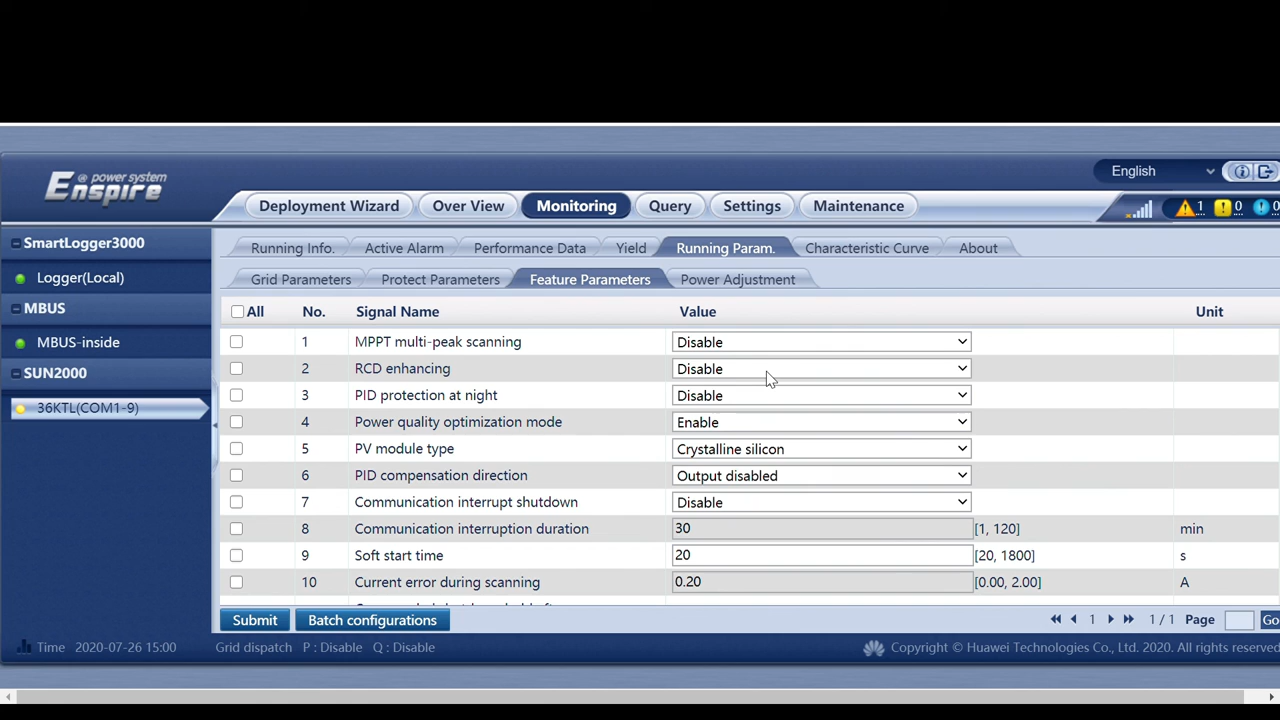 English
@ power system
Enspire
Deployment Wizard Over View Monitoring Query Settings Maintenance 1 0 0
SmartLogger3000 Running Info. Active Alarm Performance Data Yield Running Param. Characteristic Curve About
Logger(Local) Grid Parameters Protect Parameters Feature Parameters Power Adjustment
MBUS All No. Signal Name Value Unit
MBUS-inside 1 MPPT multi-peak scanning Disable
SUN2000 2 RCD enhancing Disable
36KTL(COM1-9) 3 PID protection at night Disable
4 Power quality optimization mode Enable
5 PV module type Crystalline silicon
6 PID compensation direction Output disabled
7 Communication interrupt shutdown Disable
8 Communication interruption duration 30 [1, 120] min
9 Soft start time 20 [20, 1800] s
10 Current error during scanning 0.20 [0.00, 2.00] A
Submit Batch configurations 1 1 / 1 Page Go
Time 2020-07-26 15:00 Grid dispatch P : Disable Q : Disable Copyright © Huawei Technologies Co., Ltd. 2020. All rights reserved